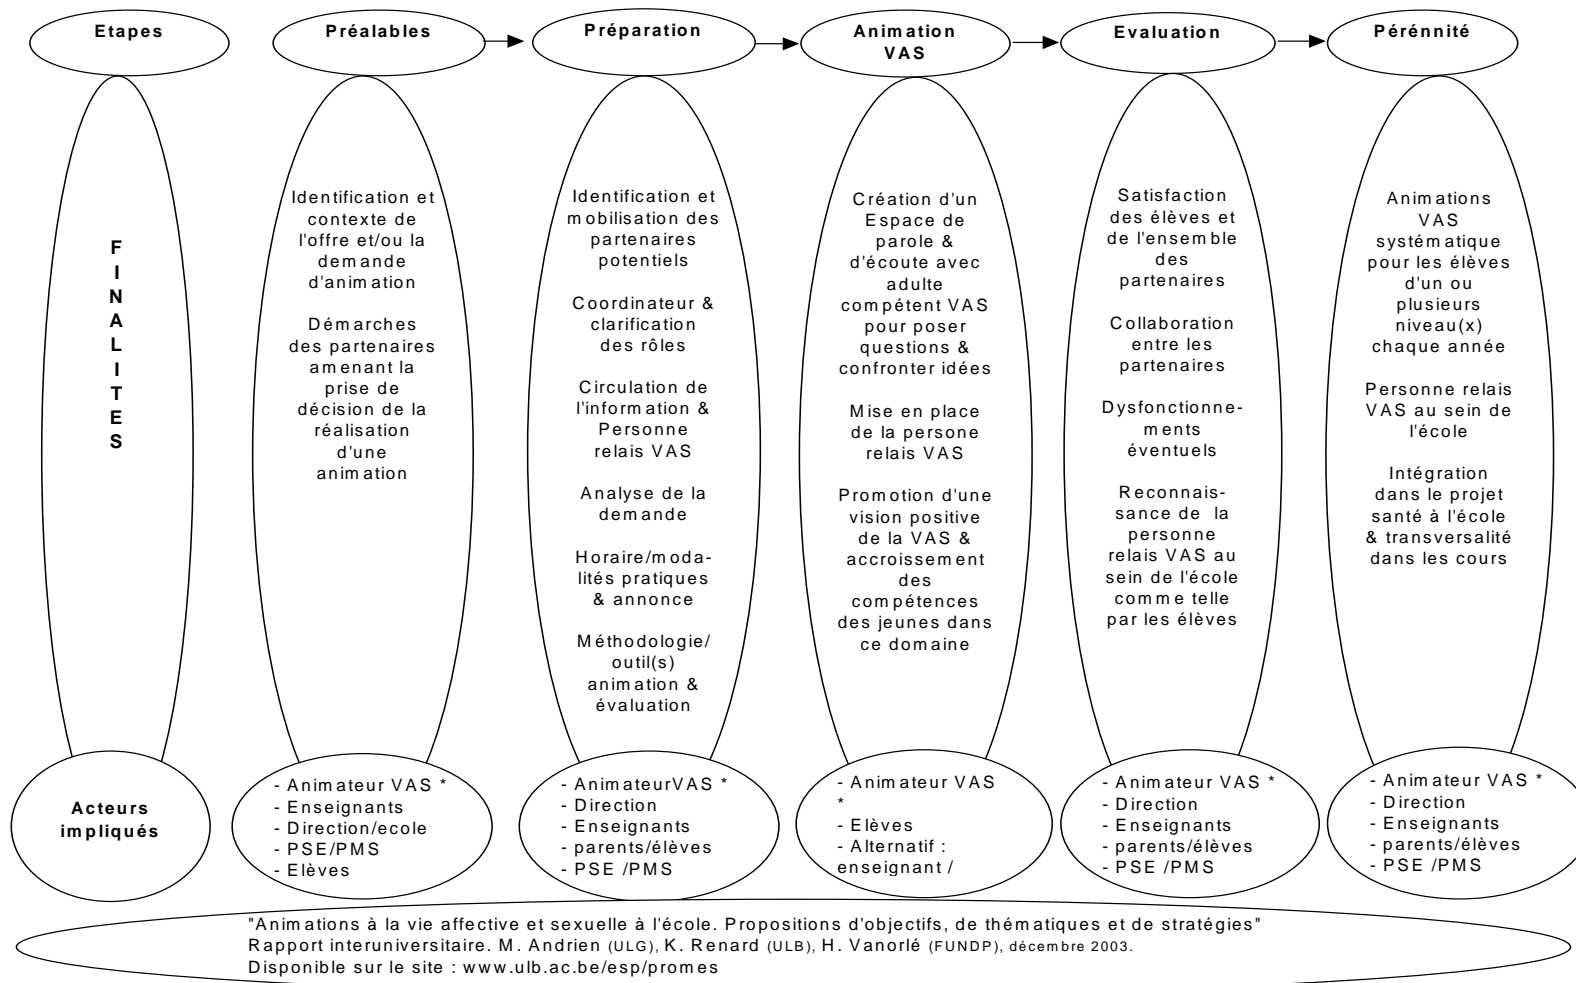 Etapes
Préalables
Préparation
Animation
VAS
Evaluation
Pérénnité
F
I
N
A
L
I
T
E
S
Identification et
contexte de
l'offre et/ou la
demande
d'animation
Démarches
des partenaires
amenant la
prise de
décision de la
réalisation
d'une
animation
Identification et
mobilisation des
partenaires
potentiels
Coordinateur &
clarification
des rôles
Circulation de
l'information &
Personne
relais VAS
Analyse de la
demande
Horaire/moda-
lités pratiques
& annonce
Méthodologie/
outil(s)
animation &
évaluation
Création d'un
Espace de
parole &
d'écoute avec
adulte
compétent VAS
pour poser
questions &
confronter idées
Mise en place
de la persone
relais VAS
Promotion d'une
vision positive
de la VAS &
accroissement
des
compétences
des jeunes dans
ce domaine
Satisfaction
des élèves et
de l'ensemble
des
partenaires
Collaboration
entre les
partenaires
Dysfonctionne-
ments
éventuels
Reconnais-
sance de la
personne
relais VAS au
sein de l'école
comme telle
par les élèves
Animations
VAS
systématique
pour les élèves
d'un ou
plusieurs
niveau(x)
chaque année
Personne relais
VAS au sein de
l'école
Intégration
dans le projet
santé à l'école
& transversalité
dans les cours
Acteurs
impliqués
- Animateur VAS *
- Enseignants
- Direction/ecole
- PSE/PMS
- Elèves
- AnimateurVAS *
- Direction
- Enseignants
- parents/élèves
- PSE /PMS
- Animateur VAS
*
- Elèves
- Alternatif :
enseignant /
- Animateur VAS *
- Direction
- Enseignants
- parents/élèves
- PSE /PMS
- Animateur VAS *
- Direction
- Enseignants
- parents/élèves
- PSE /PMS
"Animations à la vie affective et sexuelle à l'école. Propositions d'objectifs, de thématiques et de stratégies"
Rapport interuniversitaire. M. Andrien (ULG), K. Renard (ULB), H. Vanorlé (FUNDP), décembre 2003.
Disponible sur le site : www.ulb.ac.be/esp/promes